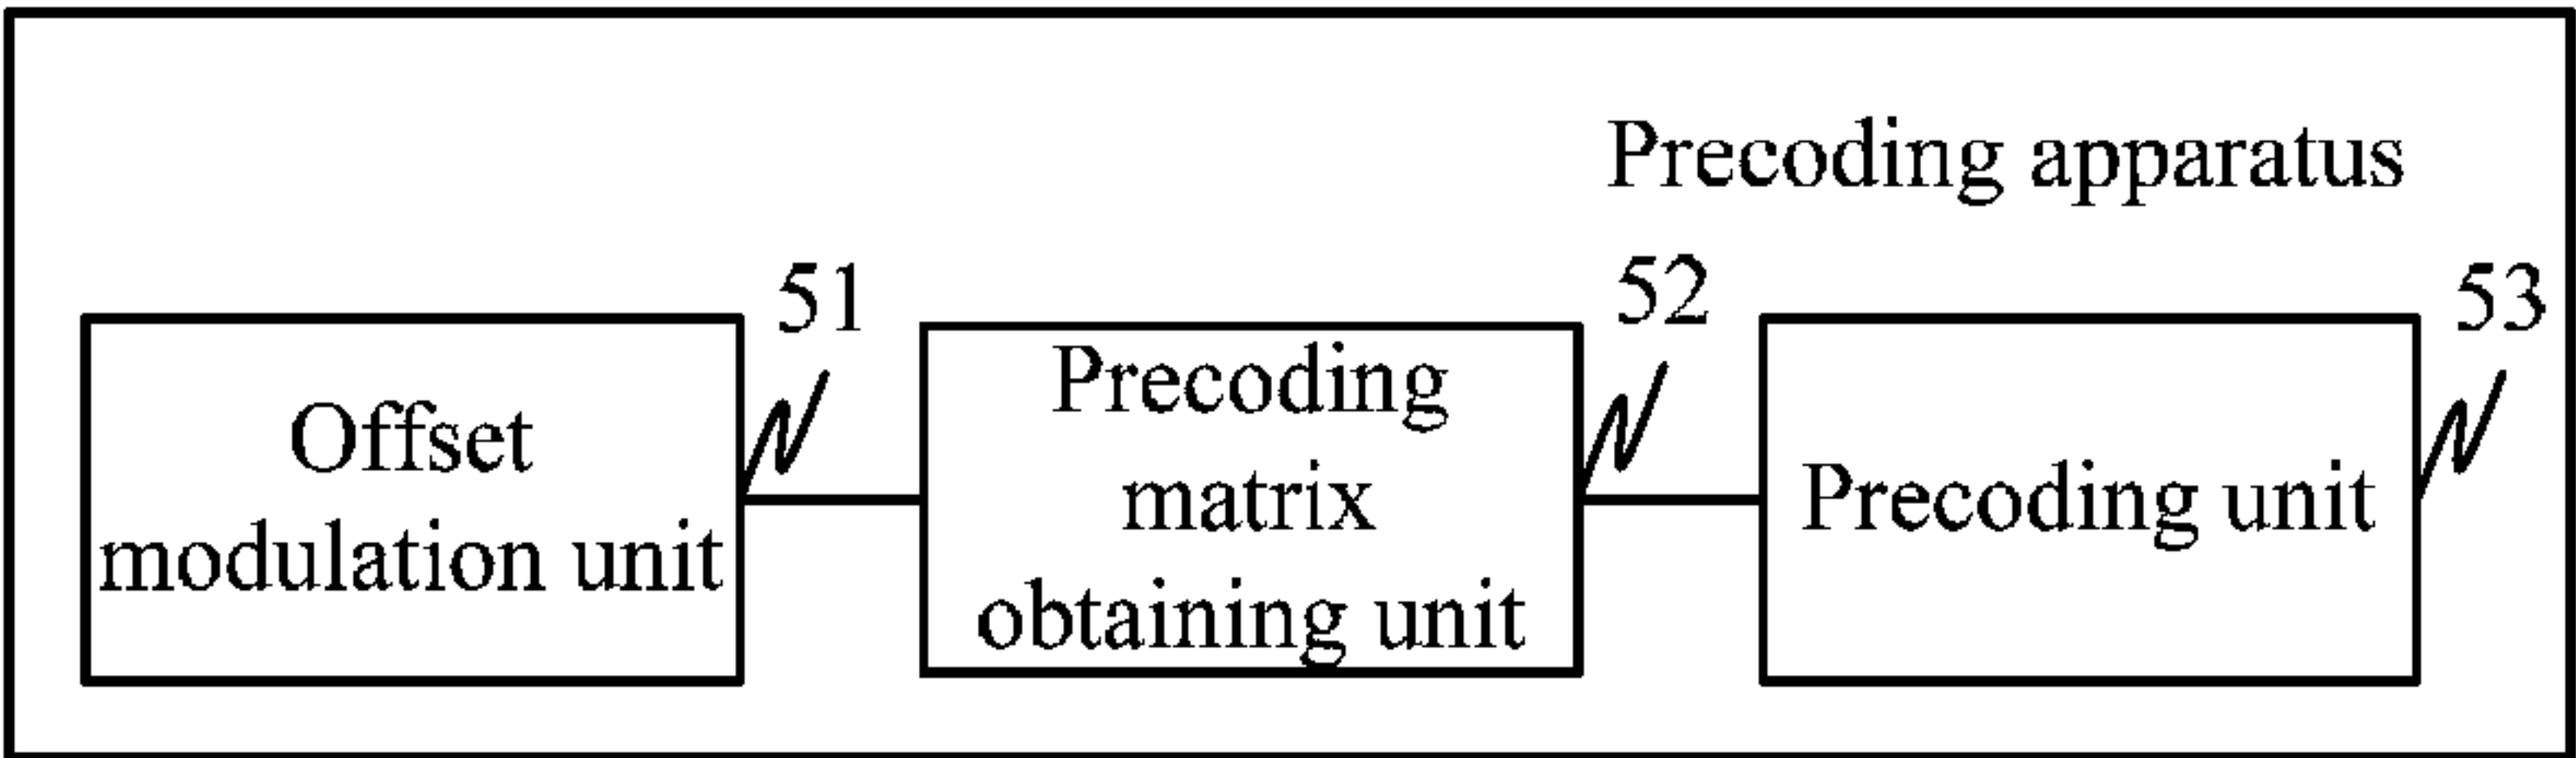 Precoding apparatus
51
52
53
Offset
modulation unit
Precoding
matrix
obtaining unit
Precoding unit